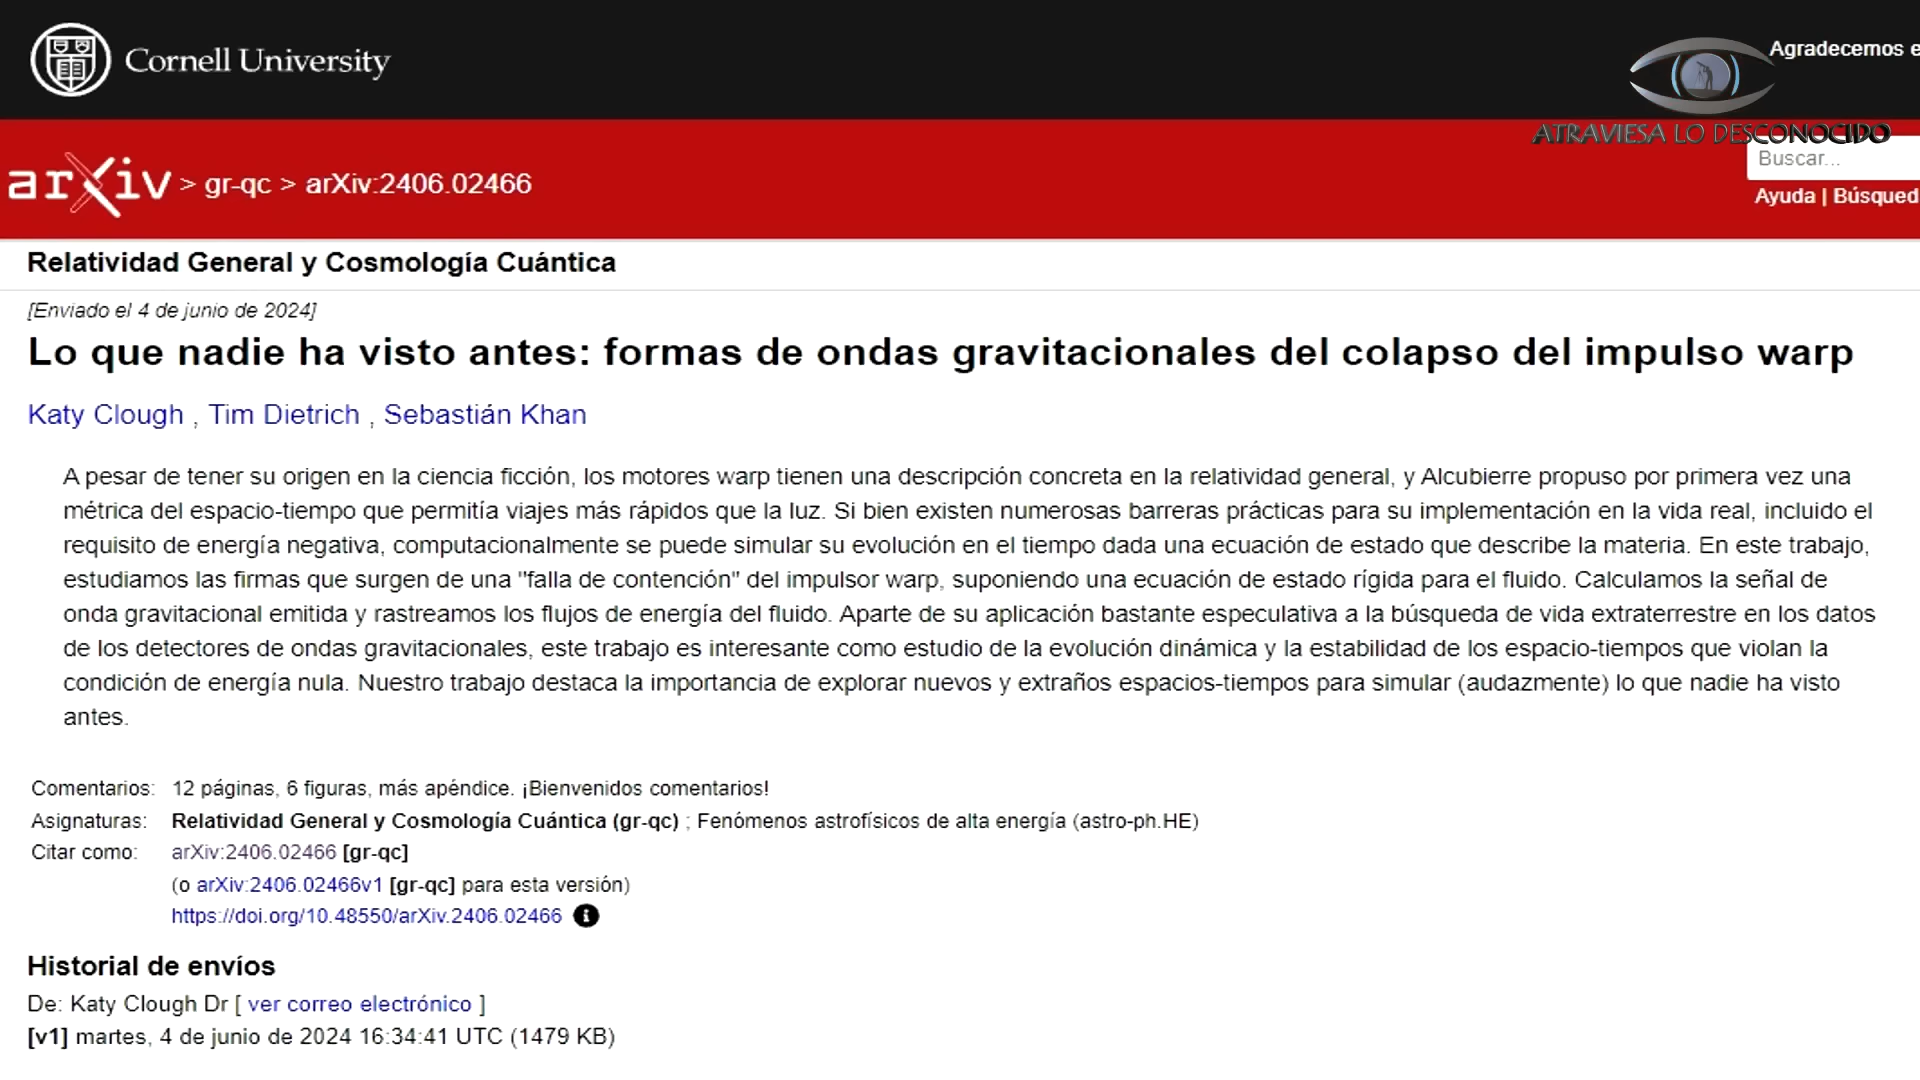 Cornell University
Agradecemos e
ATRAVIESA LO DESCONOCIDO
arXiv > gr-qc > arXiv:2406.02466
Buscar...
Ayuda | Búsqued
Relatividad General y Cosmología Cuántica
[Enviado el 4 de junio de 2024]
Lo que nadie ha visto antes: formas de ondas gravitacionales del colapso del impulso warp
Katy Clough , Tim Dietrich , Sebastián Khan
A pesar de tener su origen en la ciencia ficción, los motores warp tienen una descripción concreta en la relatividad general, y Alcubierre propuso por primera vez una
métrica del espacio-tiempo que permitía viajes más rápidos que la luz. Si bien existen numerosas barreras prácticas para su implementación en la vida real, incluido el
requisito de energía negativa, computacionalmente se puede simular su evolución en el tiempo dada una ecuación de estado que describe la materia. En este trabajo,
estudiamos las firmas que surgen de una "falla de contención" del impulsor warp, suponiendo una ecuación de estado rígida para el fluido. Calculamos la señal de
onda gravitacional emitida y rastreamos los flujos de energía del fluido. Aparte de su aplicación bastante especulativa a la búsqueda de vida extraterrestre en los datos
de los detectores de ondas gravitacionales, este trabajo es interesante como estudio de la evolución dinámica y la estabilidad de los espacio-tiempos que violan la
condición de energía nula. Nuestro trabajo destaca la importancia de explorar nuevos y extraños espacios-tiempos para simular (audazmente) lo que nadie ha visto
antes.
Comentarios: 12 páginas, 6 figuras, más apéndice. ¡Bienvenidos comentarios!
Asignaturas: Relatividad General y Cosmología Cuántica (gr-qc) ; Fenómenos astrofísicos de alta energía (astro-ph.HE)
Citar como: arXiv:2406.02466 [gr-qc]
(o arXiv:2406.02466v1 [gr-qc] para esta versión)
https://doi.org/10.48550/arXiv.2406.02466
Historial de envíos
De: Katy Clough Dr [ ver correo electrónico ]
[v1] martes, 4 de junio de 2024 16:34:41 UTC (1479 KB)